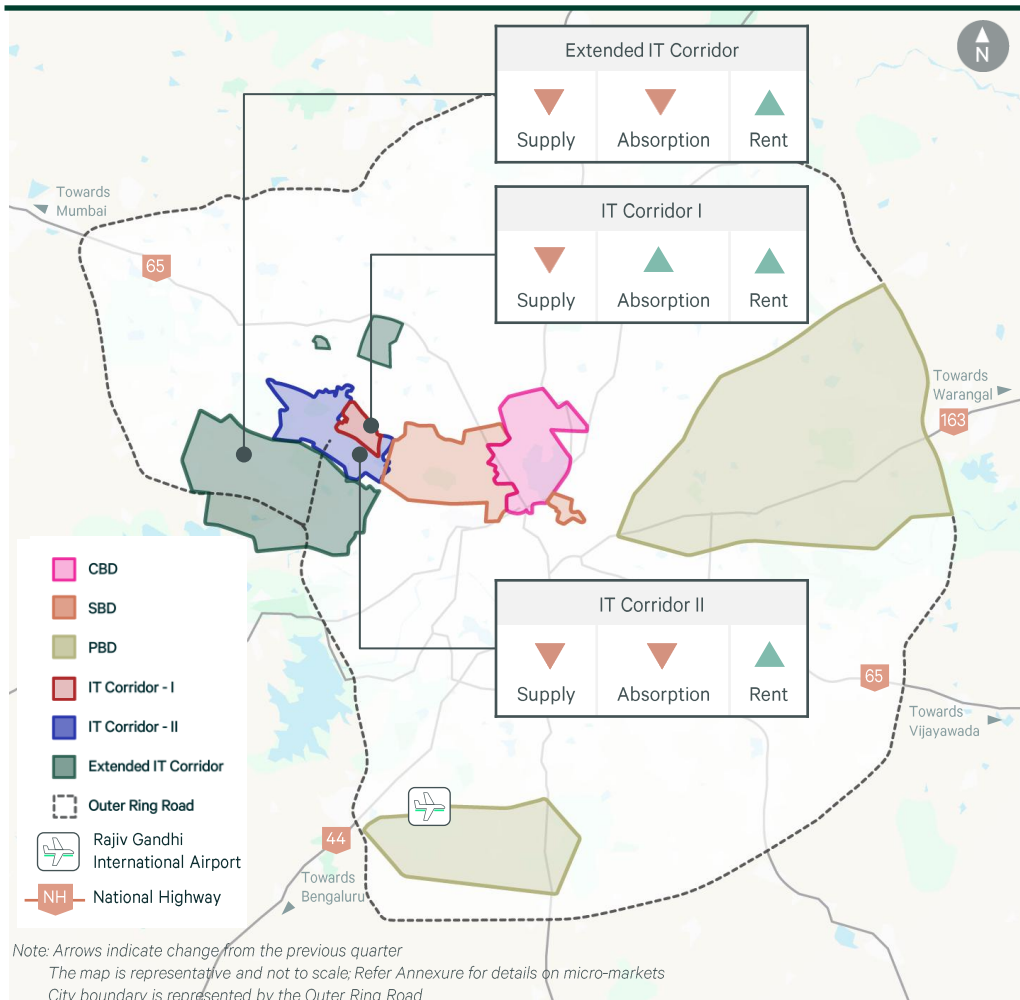 N
Extended IT Corridor
Supply
Absorption
Rent
Towards
Mumbai
IT Corridor I
65
Supply
Absorption
Rent
Towards
Warangal
163
CBD
SBD
PBD
IT Corridor - I
IT Corridor - II
Extended IT Corridor
Outer Ring Road
Rajiv Gandhi
International Airport
NH
National Highway
IT Corridor II
Supply
Absorption
Rent
65
Towards
Vijayawada
44
Towards
Bengaluru
Note: Arrows indicate change from the previous quarter
The map is representative and not to scale; Refer Annexure for details on micro-markets
City boundary is represented by the Outer Ring Road